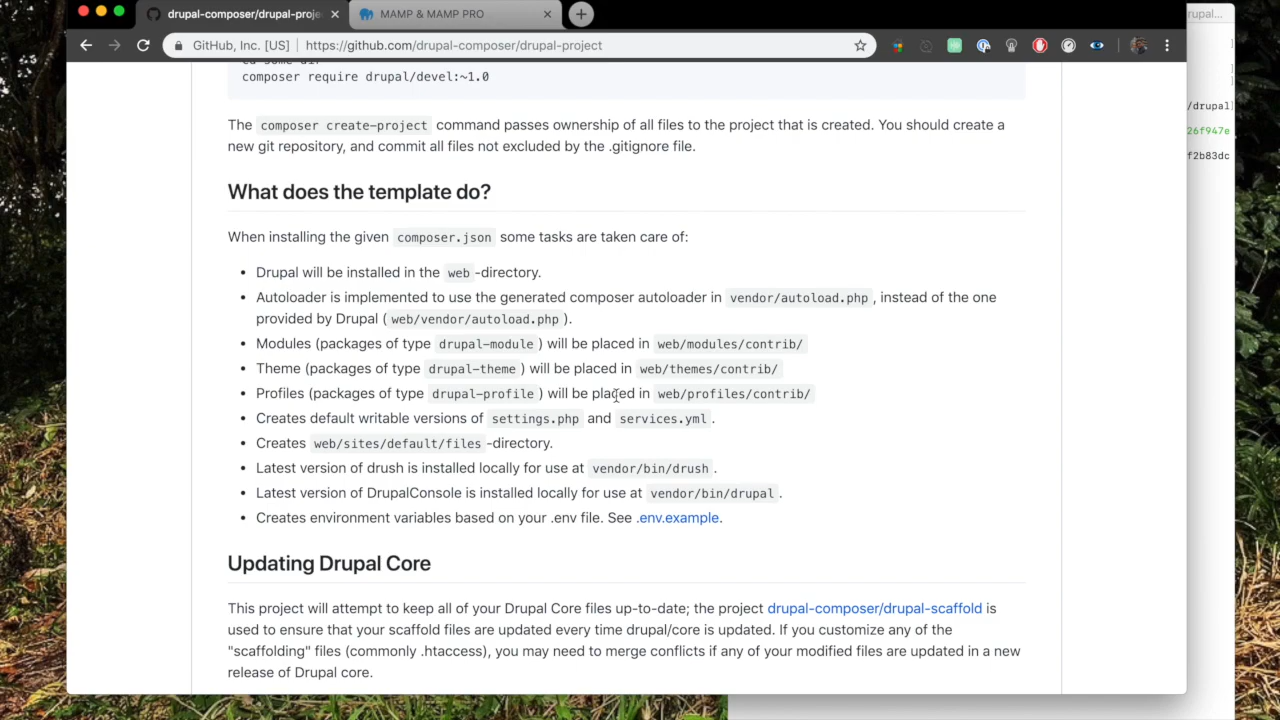 drupal-composer/drupal-proje
MAMP & MAMP PRO
rupal...
GitHub, Inc. [US] | https://github.com/drupal-composer/drupal-project
composer require drupal/devel:~1.0
/drupal]
26f947e
f2b83dc
The composer create-project command passes ownership of all files to the project that is created. You should create a
new git repository, and commit all files not excluded by the .gitignore file.
What does the template do?
When installing the given composer.json some tasks are taken care of:
• Drupal will be installed in the web -directory.
• Autoloader is implemented to use the generated composer autoloader in vendor/autoload.php , instead of the one
provided by Drupal ( web/vendor/autoload.php ).
• Modules (packages of type drupal-module ) will be placed in web/modules/contrib/
• Theme (packages of type drupal-theme ) will be placed in web/themes/contrib/
• Profiles (packages of type drupal-profile ) will be placed in web/profiles/contrib/
• Creates default writable versions of settings.php and services.yml .
• Creates web/sites/default/files -directory.
• Latest version of drush is installed locally for use at vendor/bin/drush .
• Latest version of DrupalConsole is installed locally for use at vendor/bin/drupal .
• Creates environment variables based on your .env file. See .env.example.
Updating Drupal Core
This project will attempt to keep all of your Drupal Core files up-to-date; the project drupal-composer/drupal-scaffold is
used to ensure that your scaffold files are updated every time drupal/core is updated. If you customize any of the
"scaffolding" files (commonly .htaccess), you may need to merge conflicts if any of your modified files are updated in a new
release of Drupal core.